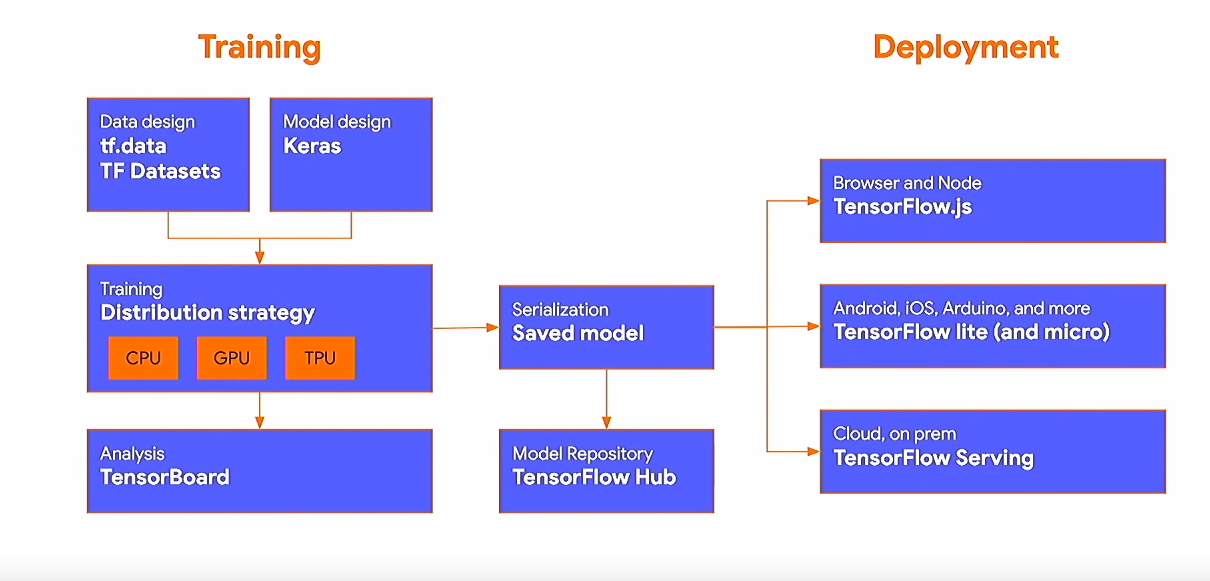 Training
Deployment
Data design
tf.data
TF Datasets
Model design
Keras
Training
Distribution strategy
CPU
GPU
TPU
Analysis
TensorBoard
Serialization
Saved model
Model Repository
TensorFlow Hub
Browser and Node
TensorFlow.js
Android, iOS, Arduino, and more
TensorFlow lite (and micro)
Cloud, on prem
TensorFlow Serving